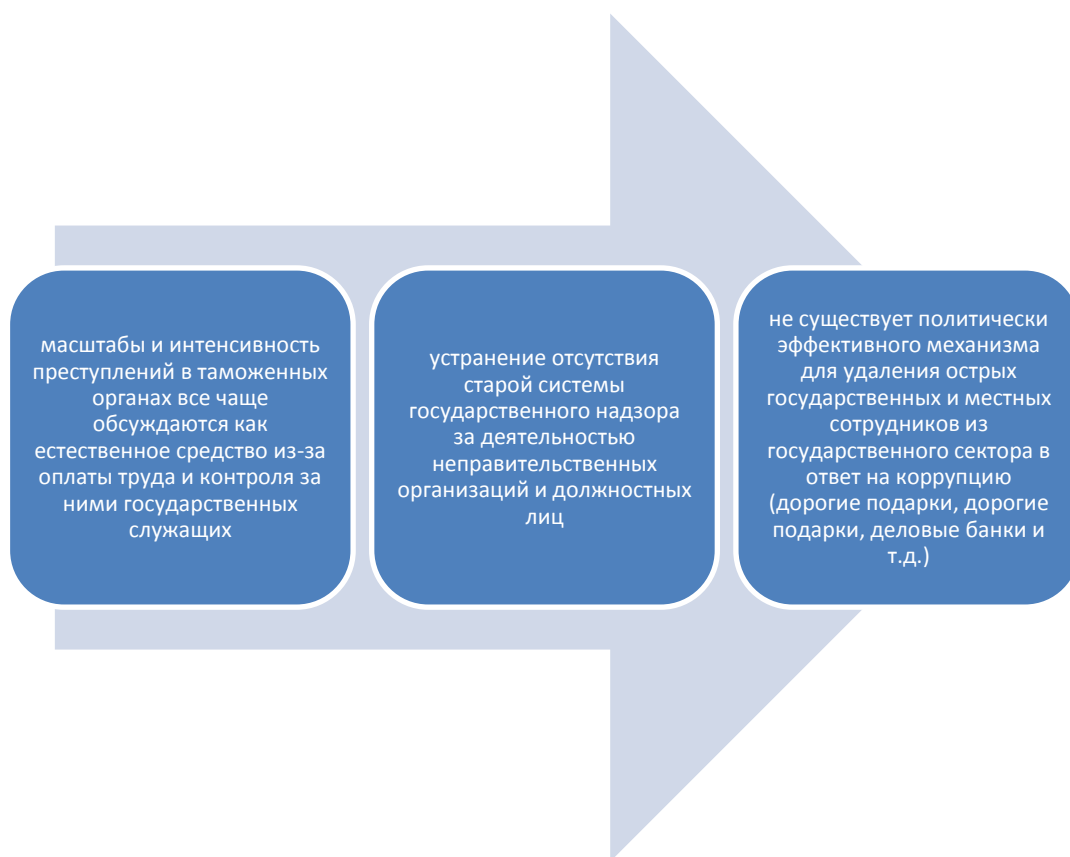 масштабы и интенсивность
преступлений в таможенных
органах все чаще
обсуждаются как
естественное средство из-за
оплаты труда и контроля за
ними государственных
служащих
устранение отсутствия
старой системы
государственного надзора
за деятельностью
неправительственных
организаций и должностных
лиц
не существует политически
эффективного механизма
для удаления острых
государственных и местных
сотрудников из
государственного сектора в
ответ на коррупцию
(дорогие подарки, дорогие
подарки, деловые банки и
т.д.)